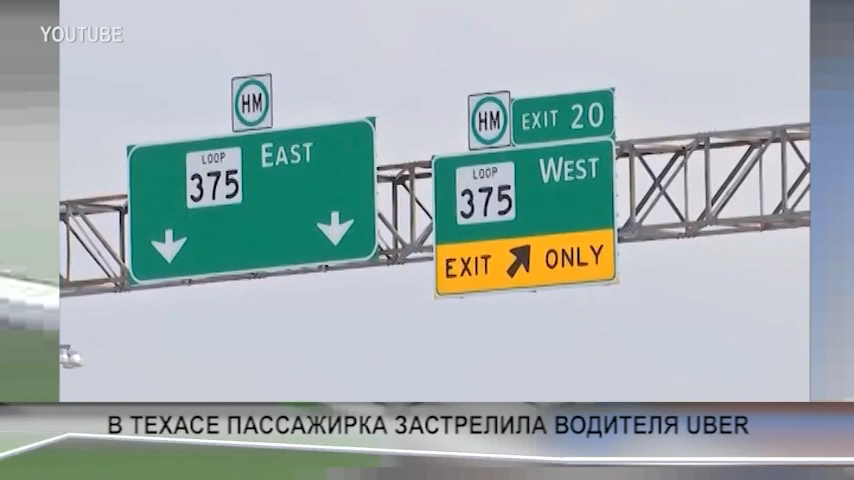 YOUTUBE
HM
LOOP
375
EAST
HM
EXIT 20
LOOP
375
WEST
EXIT ONLY
В ТЕХАСЕ ПАССАЖИРКА ЗАСТРЕЛИЛА ВОДИТЕЛЯ UBER